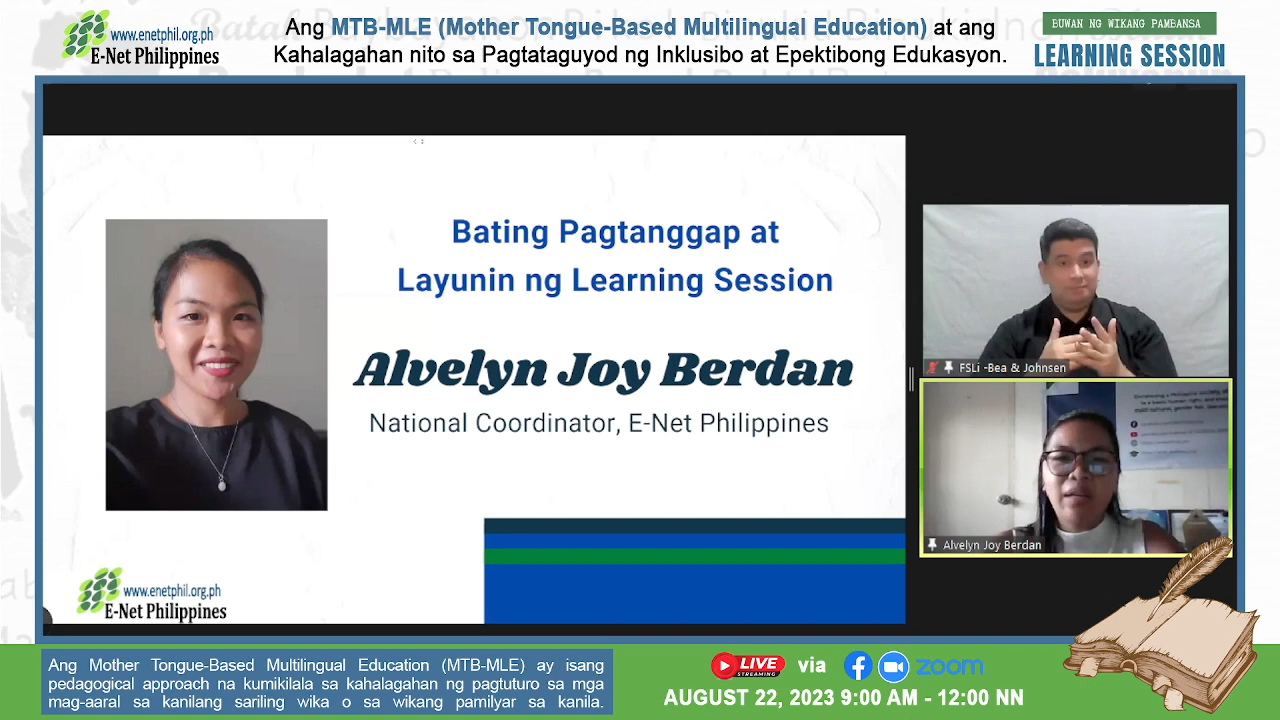 www.enetphil.org.ph
E-Net Philippines
Ang MTB-MLE (Mother Tongue-Based Multilingual Education) at ang
Kahalagahan nito sa Pagtataguyod ng Inklusibo at Epektibong Edukasyon.
BUWAN NG WIKANG PAMBANSA
LEARNING SESSION
Bating Pagtanggap at
Layunin ng Learning Session
Alvelyn Joy Berdan
National Coordinator, E-Net Philippines
www.enetphil.org.ph
E-Net Philippines
FSLi -Bea & Johnsen
Alvelyn Joy Berdan
Ang Mother Tongue-Based Multilingual Education (MTB-MLE) ay isang
pedagogical approach na kumikilala sa kahalagahan ng pagtuturo sa mga
mag-aaral sa kanilang sariling wika o sa wikang pamilyar sa kanila.
LIVE via zoom
STREAMING
AUGUST 22, 2023 9:00 AM - 12:00 NN